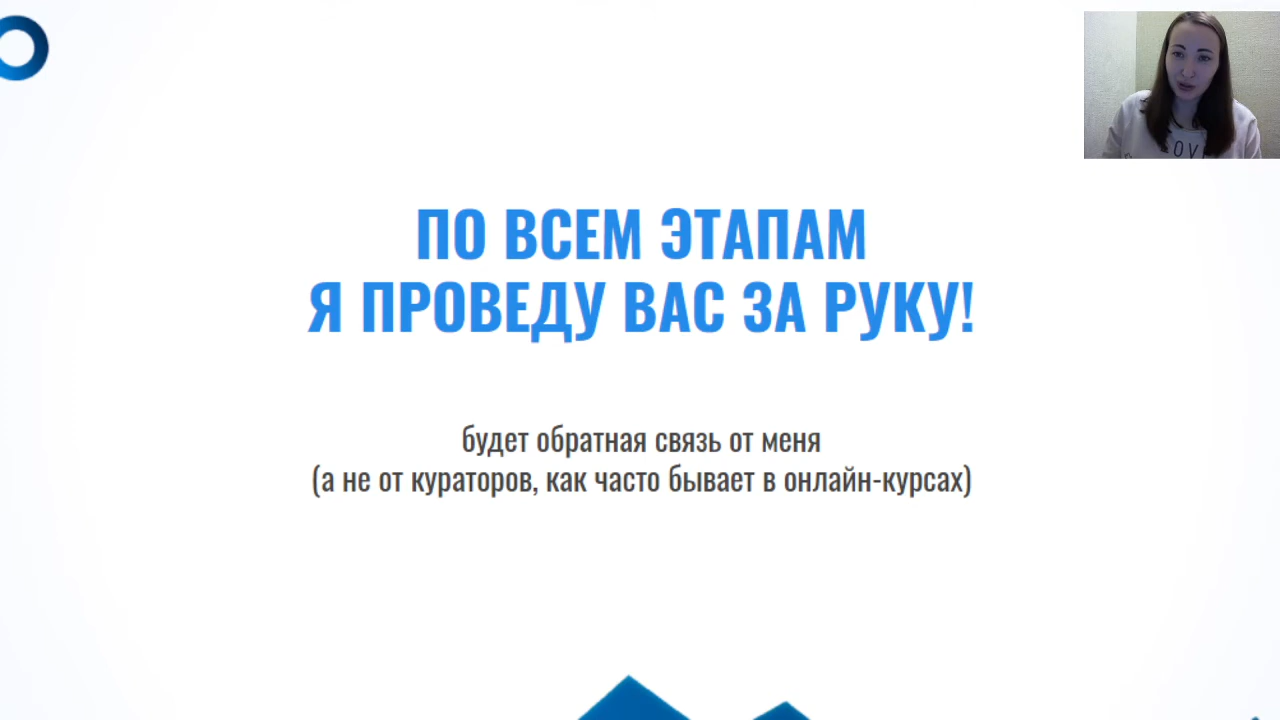 ПО ВСЕМ ЭТАПАМ
Я ПРОВЕДУ ВАС ЗА РУКУ!
будет обратная связь от меня
(а не от кураторов, как часто бывает в онлайн-курсах)